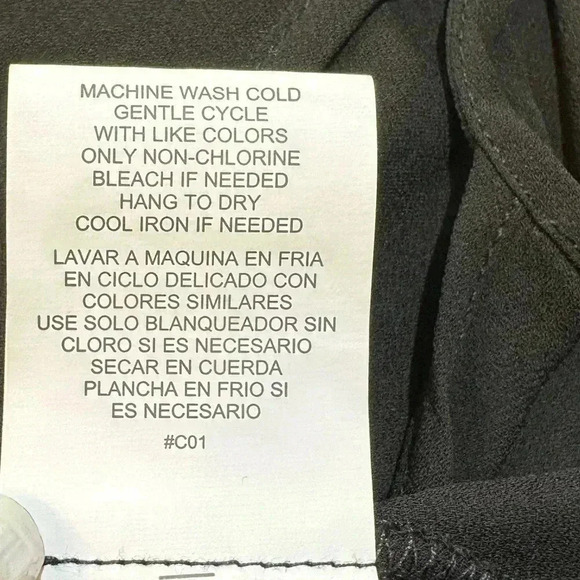 MACHINE WASH COLD
GENTLE CYCLE
WITH LIKE COLORS
ONLY NON-CHLORINE
BLEACH IF NEEDED
HANG TO DRY
COOL IRON IF NEEDED
LAVAR A MAQUINA EN FRIA
EN CICLO DELICADO CON
COLORES SIMILARES
USE SOLO BLANQUEADOR SIN
CLORO SI ES NECESARIO
SECAR EN CUERDA
PLANCHA EN FRIO SI
ES NECESARIO
#C01